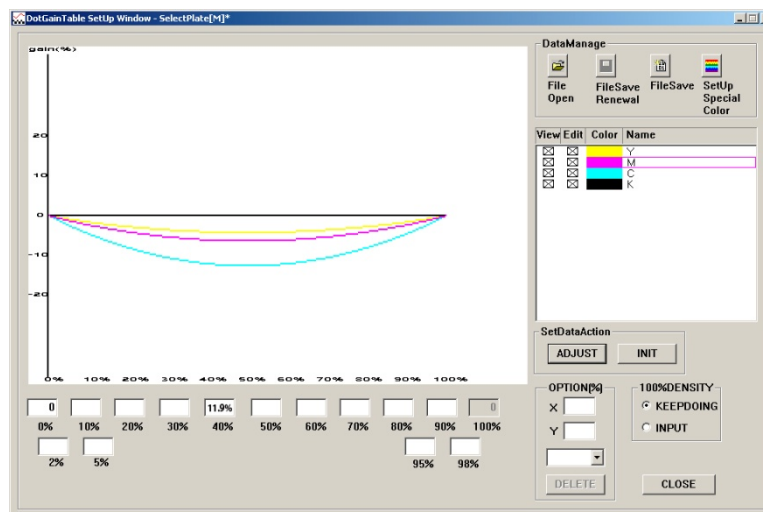 DotGainTable SetUp Window - SelectPlate[M]*
gain(%)
20
10
0
-10
-20
0% 10% 20% 30% 40% 50% 60% 70% 80% 90% 100%
0 11.9% 0
0% 10% 20% 30% 40% 50% 60% 70% 80% 90% 100%
2% 5% 95% 98%
DataManage
File Open
FileSave Renewal
FileSave
SetUp Special Color
View Edit Color Name
Y
M
C
K
SetDataAction
ADJUST INIT
OPTION(%)
X
Y
DELETE
100%DENSITY
KEEPDOING
INPUT
CLOSE